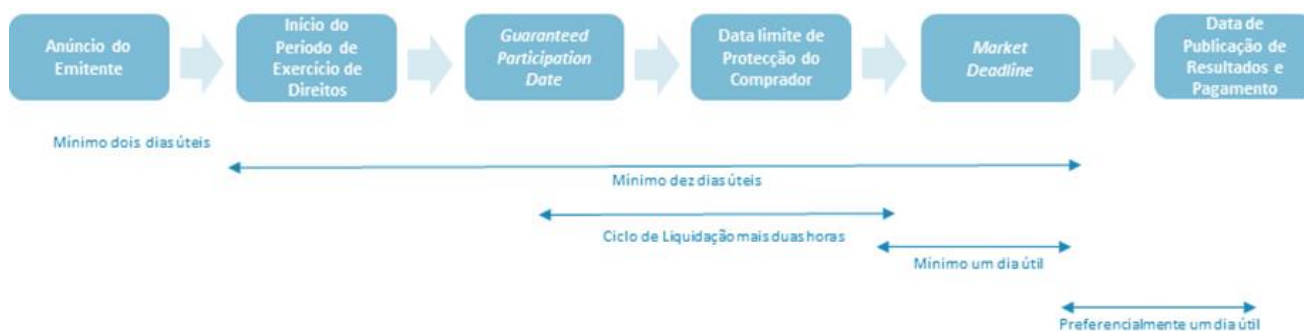 Anúncio do
Emitente
Início do
Período de
Exercício de
Direitos
Guaranteed
Participation
Date
Data limite de
Protecção do
Comprador
Market
Deadline
Data de
Publicação de
Resultados e
Pagamento
Mínimo dois dias úteis
Mínimo dez dias úteis
Ciclo de Liquidação mais duas horas
Mínimo um dia útil
Preferencialmente um dia útil